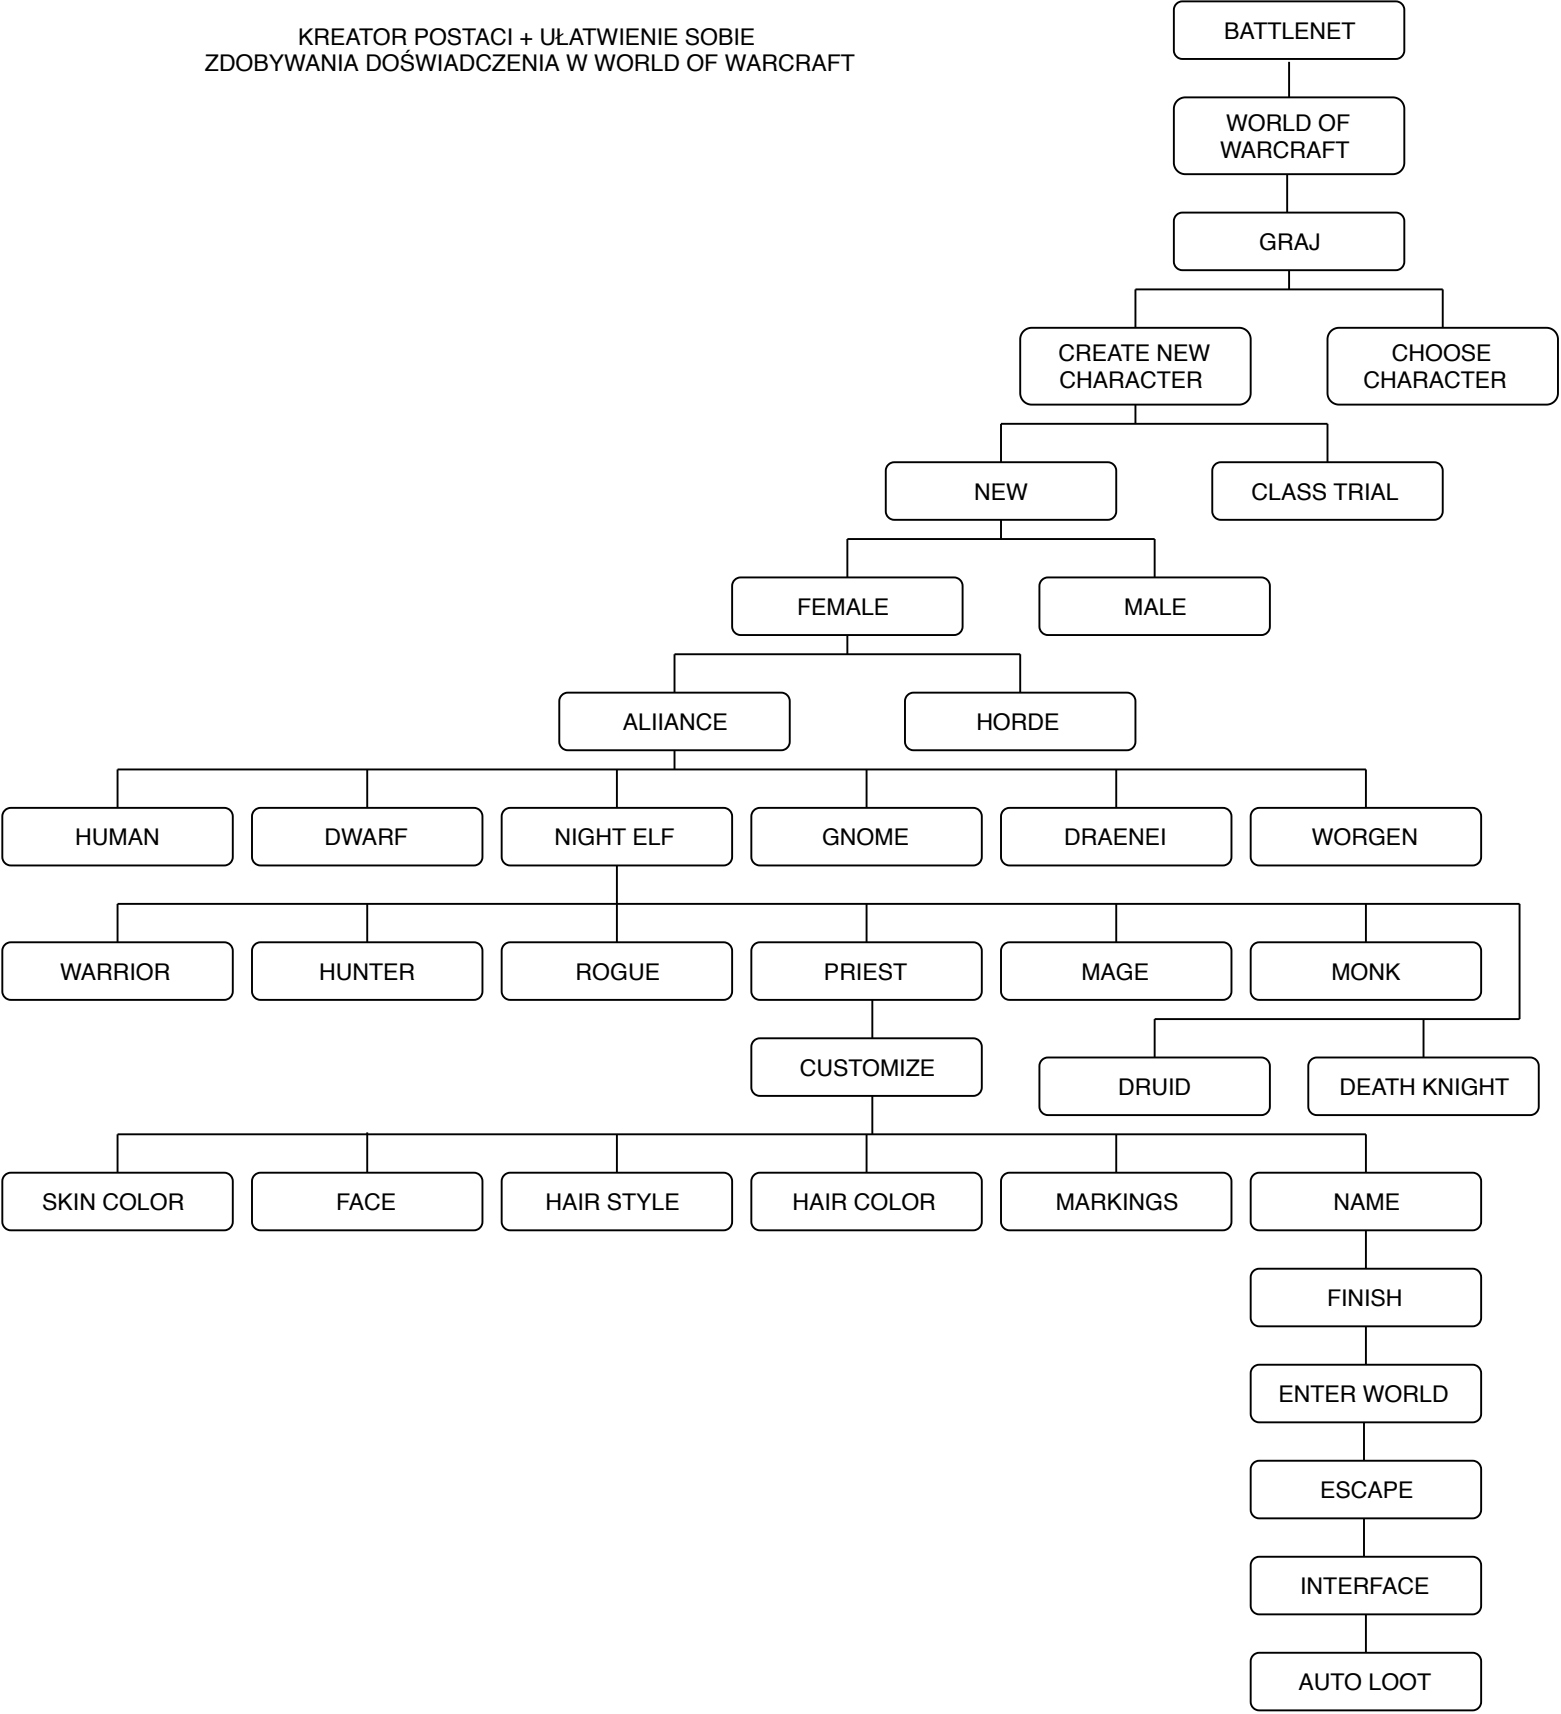 KREATOR POSTACI + UŁATWIENIE SOBIE
ZDOBYWANIA DOŚWIADCZENIA W WORLD OF WARCRAFT
BATTLENET
WORLD OF
WARCRAFT
GRAJ
CREATE NEW
CHARACTER
CHOOSE
CHARACTER
NEW
CLASS TRIAL
FEMALE
MALE
ALIIANCE
HORDE
HUMAN
DWARF
NIGHT ELF
GNOME
DRAENEI
WORGEN
WARRIOR
HUNTER
ROGUE
PRIEST
MAGE
MONK
CUSTOMIZE
DRUID
DEATH KNIGHT
SKIN COLOR
FACE
HAIR STYLE
HAIR COLOR
MARKINGS
NAME
FINISH
ENTER WORLD
ESCAPE
INTERFACE
AUTO LOOT